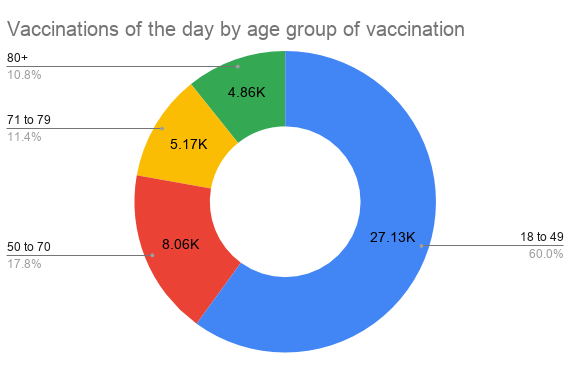 Vaccinations of the day by age group of vaccination
80+
10.8%
4.86K
71 to 79
11.4%
5.17K
50 to 70
17.8%
8.06K
27.13K
18 to 49
60.0%